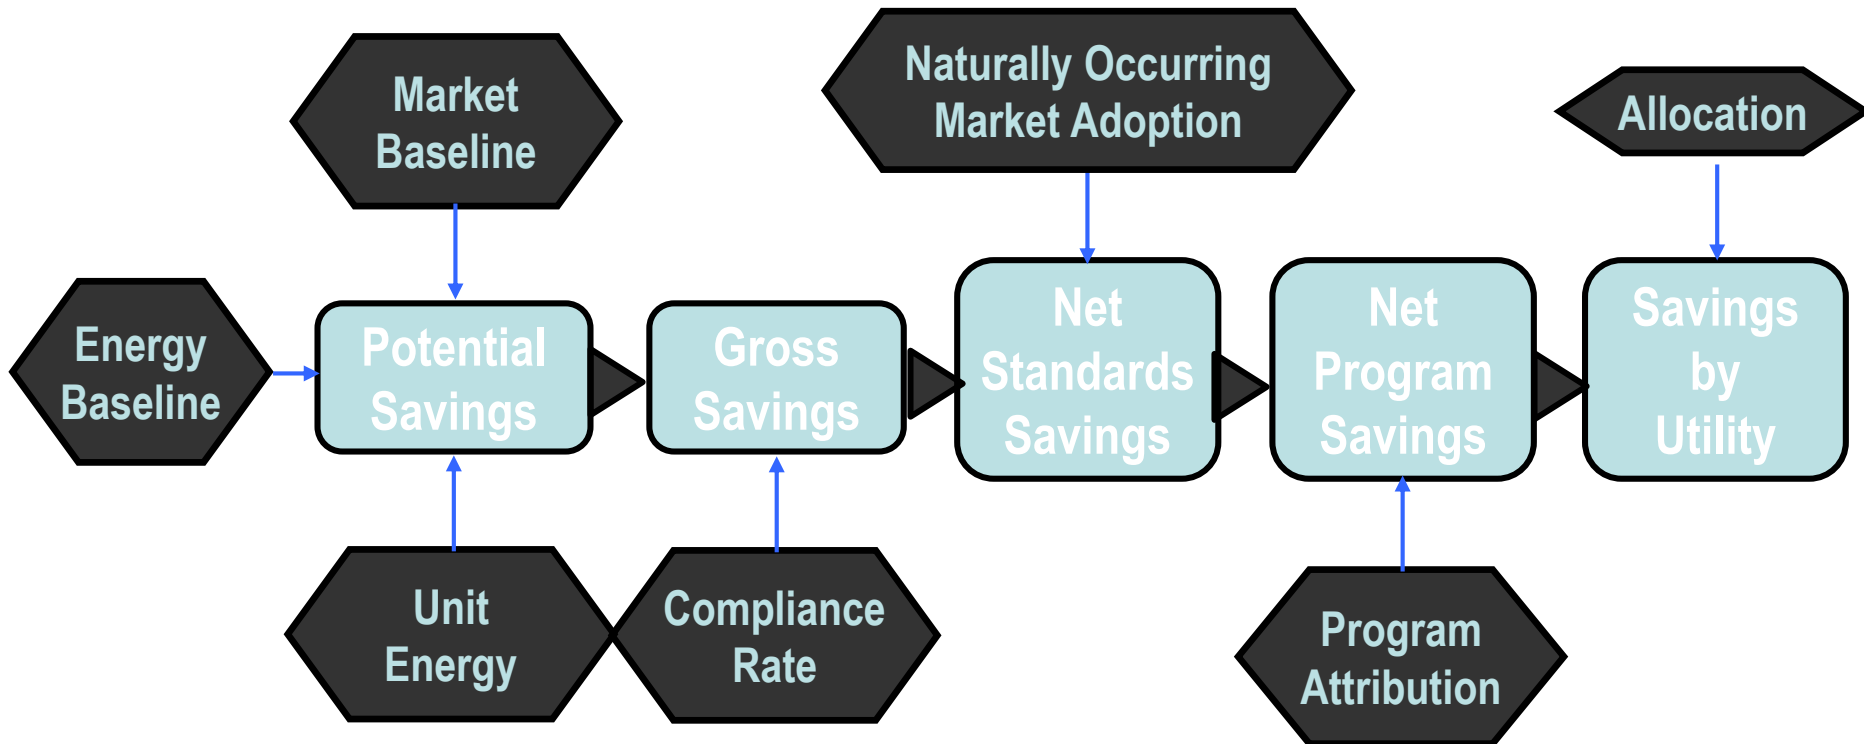 Market
Baseline
Naturally Occurring
Market Adoption
Allocation
Energy
Baseline
Potential
Savings
Gross
Savings
Net
Standards
Savings
Net
Program
Savings
Savings
by
Utility
Unit
Energy
Compliance
Rate
Program
Attribution